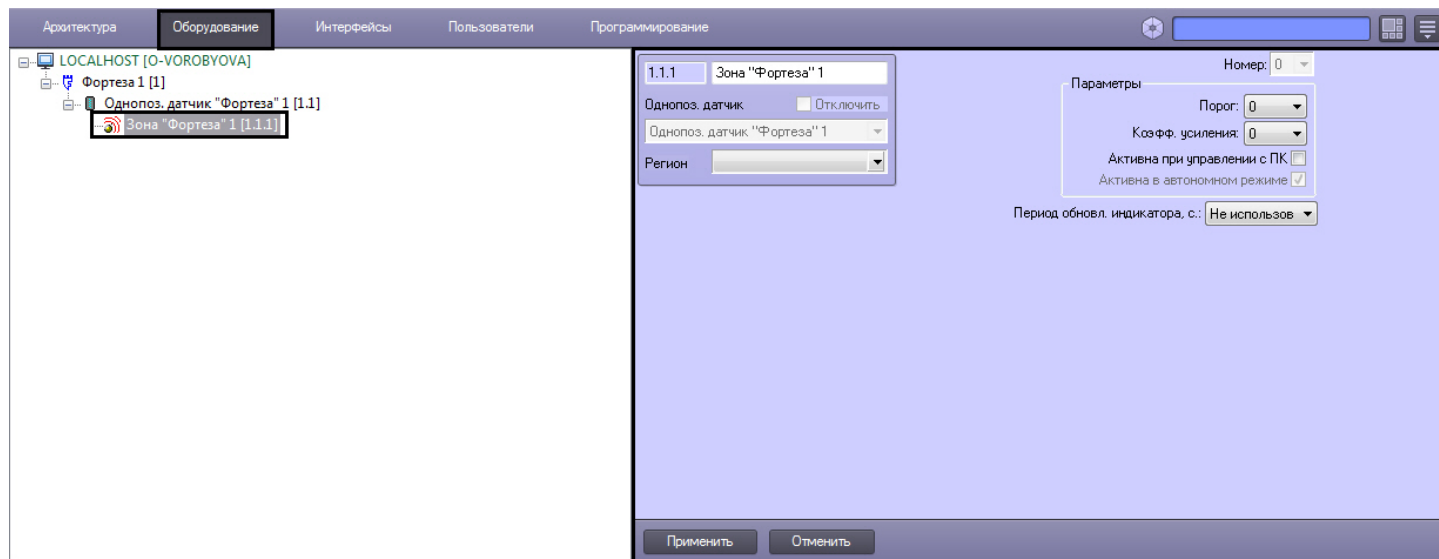 Архитектура Оборудование Интерфейсы Пользователи Программирование
LOCALHOST [O-VOROBYOVA]
Фортеза 1 [1]
Однопоз. датчик "Фортеза" 1 [1.1]
Зона "Фортеза" 1 [1.1.1]
1.1.1 Зона "Фортеза" 1
Однопоз. датчик Отключить
Однопоз. датчик "Фортеза" 1
Регион
Номер: 0
Параметры
Порог: 0
Коэфф. усиления: 0
Активна при управлении с ПК
Активна в автономном режиме
Период обновл. индикатора, с.: Не использов
Применить Отменить